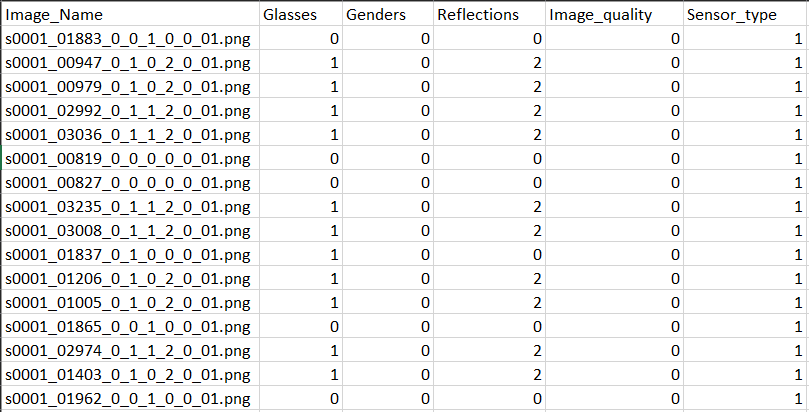 Image_Name Glasses Genders Reflections Image_quality Sensor_type
s0001_01883_0_0_1_0_0_01.png 0 0 0 0 1
s0001_00947_0_1_0_2_0_01.png 1 0 2 0 1
s0001_00979_0_1_0_2_0_01.png 1 0 2 0 1
s0001_02992_0_1_1_2_0_01.png 1 0 2 0 1
s0001_03036_0_1_1_2_0_01.png 1 0 2 0 1
s0001_00819_0_0_0_0_0_01.png 0 0 0 0 1
s0001_00827_0_0_0_0_0_01.png 0 0 0 0 1
s0001_03235_0_1_1_2_0_01.png 1 0 2 0 1
s0001_03008_0_1_1_2_0_01.png 1 0 2 0 1
s0001_01837_0_1_0_0_0_01.png 1 0 0 0 1
s0001_01206_0_1_0_2_0_01.png 1 0 2 0 1
s0001_01005_0_1_0_2_0_01.png 1 0 2 0 1
s0001_01865_0_0_1_0_0_01.png 0 0 0 0 1
s0001_02974_0_1_1_2_0_01.png 1 0 2 0 1
s0001_01403_0_1_0_2_0_01.png 1 0 2 0 1
s0001_01962_0_0_1_0_0_01.png 0 0 0 0 1